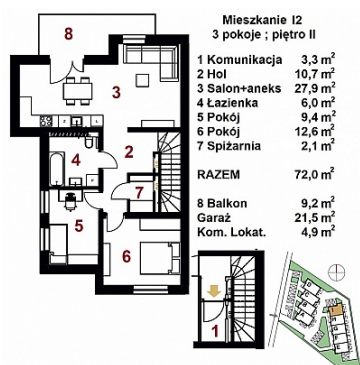 Mieszkanie I2
3 pokoje ; piętro II
1 Komunikacja 3,3 m²
2 Hol 10,7 m²
3 Salon+aneks 27,9 m²
4 Łazienka 6,0 m²
5 Pokój 9,4 m²
6 Pokój 12,6 m²
7 Spiżarnia 2,1 m²
RAZEM 72,0 m²
8 Balkon 9,2 m²
Garaż 21,5 m²
Kom. Lokat. 4,9 m²
8
3
4
2
7
5
6
1